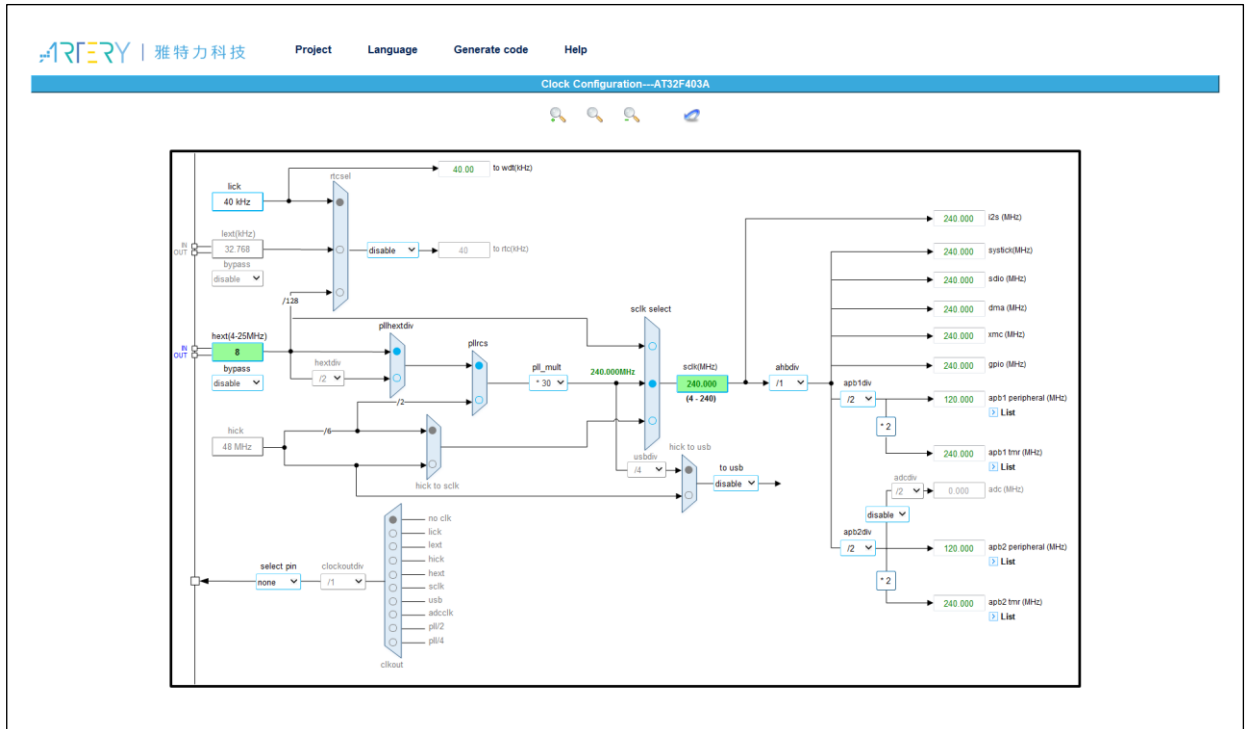 ARTERY | 雅特力科技 Project Language Generate code Help
Clock Configuration---AT32F403A
40.00 to wdt(kHz)
rtcsel
lick
40 kHz
240.000 i2s (MHz)
lext(kHz)
IN
OUT
32.768
disable
40 to rtc(kHz)
240.000 systick(MHz)
bypass
disable
240.000 sdio (MHz)
/128
240.000 dma (MHz)
sclk select
pllhextdiv
hext(4-25MHz)
240.000 xmc (MHz)
pllrcs
IN
OUT
8
hextdiv
/2
pll_mult
* 30
240.000MHz
sclk(MHz)
240.000
(4 - 240)
ahbdiv
/1
240.000 gpio (MHz)
bypass
disable
apb1div
/2
120.000 apb1 peripheral (MHz)
List
/2
* 2
hick
48 MHz
/6
hick to usb
240.000 apb1 tmr (MHz)
List
usbdiv
/4
to usb
disable
hick to sclk
adcdiv
/2
0.000 adc (MHz)
disable
no clk
lick
lext
hick
hext
sclk
usb
adcclk
pll/2
pll/4
clkout
apb2div
/2
120.000 apb2 peripheral (MHz)
List
select pin
none
clockoutdiv
/1
* 2
240.000 apb2 tmr (MHz)
List